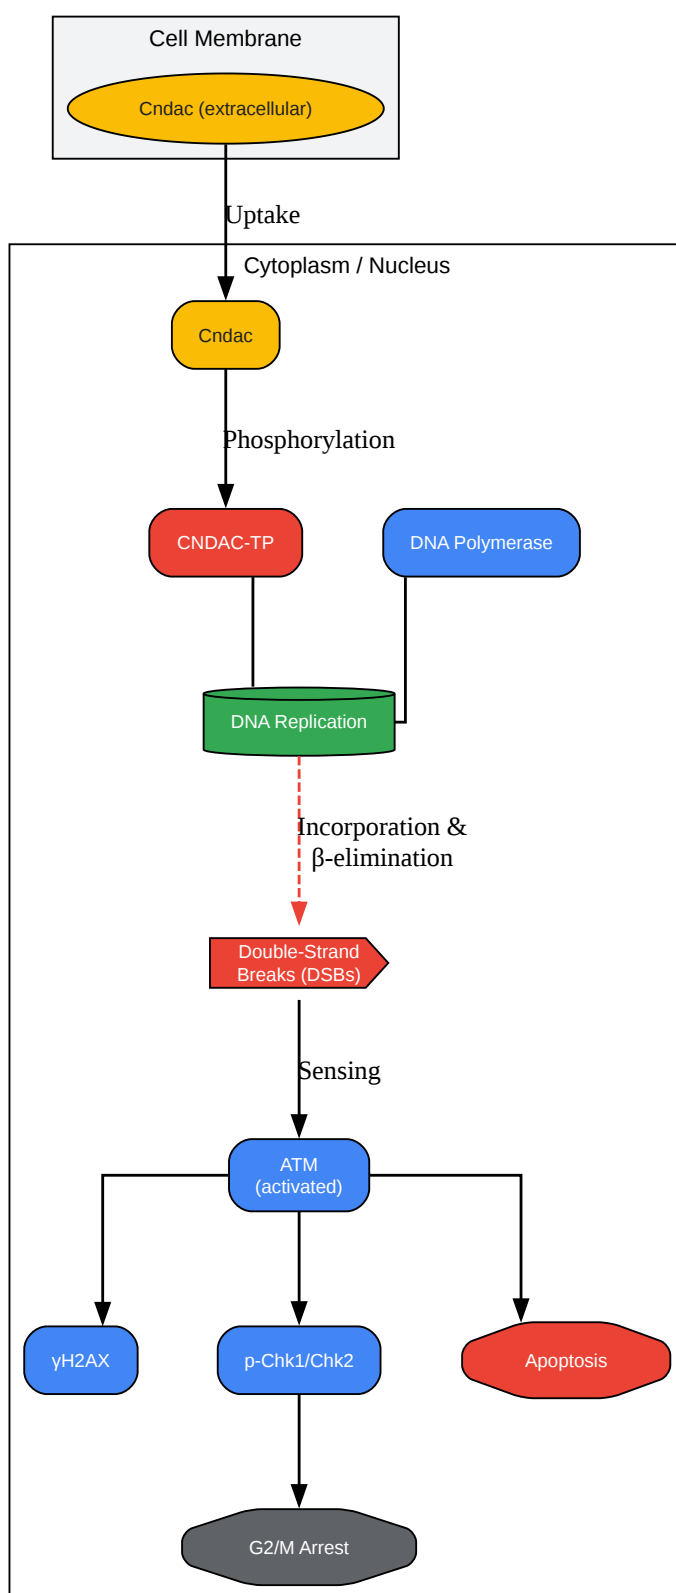 Cell Membrane
Cndac (extracellular)
Uptake
Cytoplasm / Nucleus
Cndac
Phosphorylation
CNDAC-TP
DNA Polymerase
DNA Replication
Incorporation &
β-elimination
Double-Strand
Breaks (DSBs)
Sensing
ATM
(activated)
γH2AX
p-Chk1/Chk2
Apoptosis
G2/M Arrest